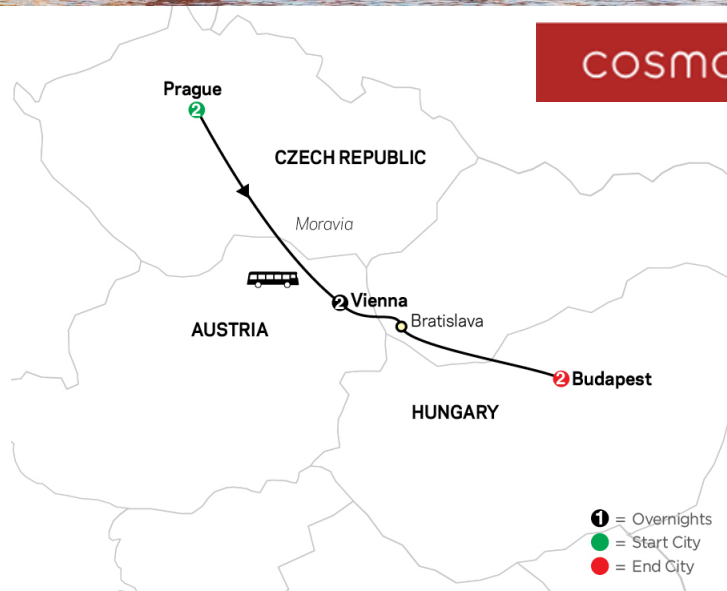 cosmo
Prague
2
CZECH REPUBLIC
Moravia
2 Vienna
AUSTRIA
Bratislava
2 Budapest
HUNGARY
1 = Overnights
= Start City
= End City